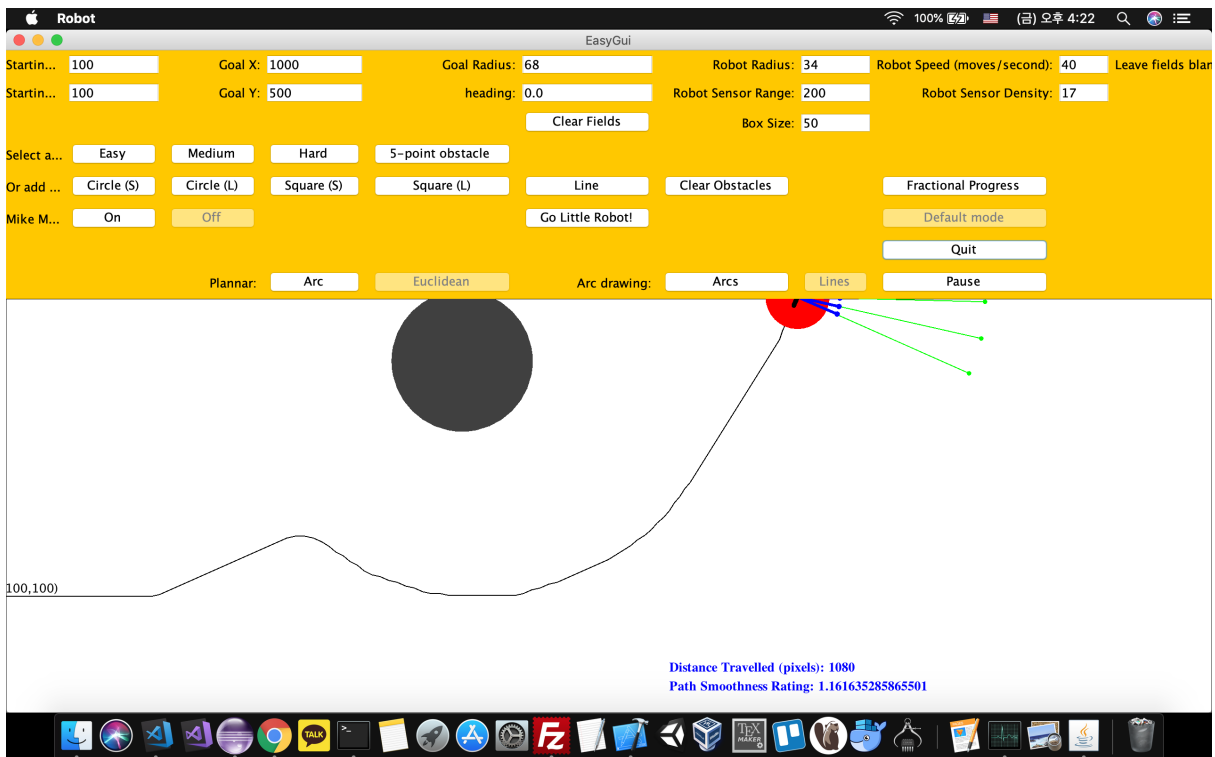 Robot 100% (금) 오후 4:22
EasyGui
Startin... 100 Goal X: 1000 Goal Radius: 68 Robot Radius: 34 Robot Speed (moves/second): 40 Leave fields blan
Startin... 100 Goal Y: 500 heading: 0.0 Robot Sensor Range: 200 Robot Sensor Density: 17
Clear Fields Box Size: 50
Select a... Easy Medium Hard 5-point obstacle
Or add ... Circle (S) Circle (L) Square (S) Square (L) Line Clear Obstacles Fractional Progress
Mike M... On Off Go Little Robot! Default mode
Quit
Plannar: Arc Euclidean Arc drawing: Arcs Lines Pause
100,100)
Distance Travelled (pixels): 1080
Path Smoothness Rating: 1.161635285865501
TALK
Fz
TEX
MAKER